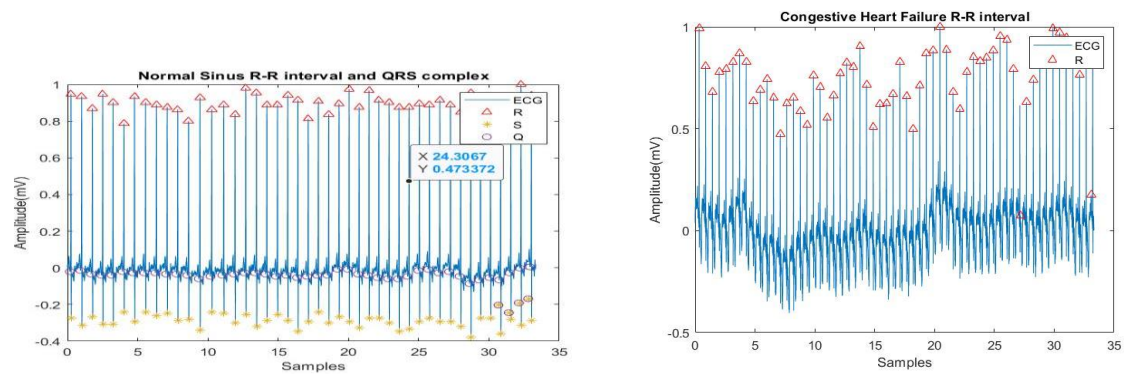 Normal Sinus R-R interval and QRS complex
1
0.8
0.6
0.4
0.2
0
-0.2
-0.4
Amplitude(mV)
ECG
R
S
Q
X 24.3067
Y 0.473372
0 5 10 15 20 25 30 35
Samples
Congestive Heart Failure R-R interval
1
0.5
0
-0.5
Amplitude(mV)
ECG
R
0 5 10 15 20 25 30 35
Samples